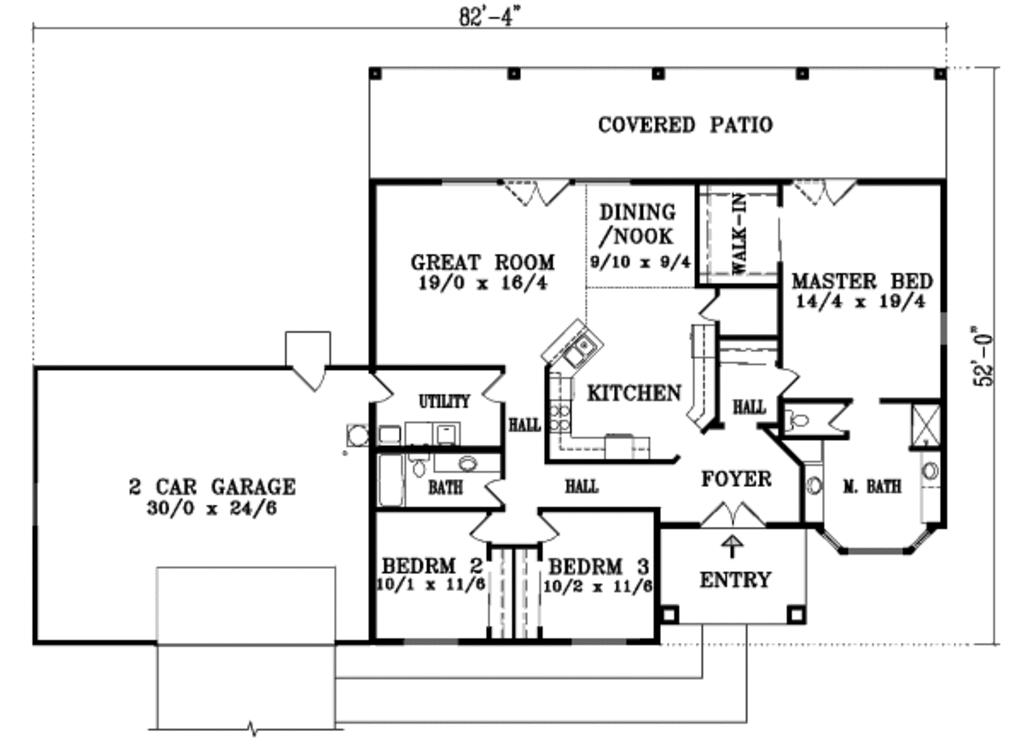 82'-4"
COVERED PATIO
DINING
/NOOK
9/10 x 9/4
WALK-IN
GREAT ROOM
19/0 x 16/4
MASTER BED
14/4 x 19/4
52'-0"
UTILITY
KITCHEN
HALL
HALL
2 CAR GARAGE
30/0 x 24/6
BATH
HALL
FOYER
M. BATH
BEDRM 2
10/1 x 11/6
BEDRM 3
10/2 x 11/6
ENTRY